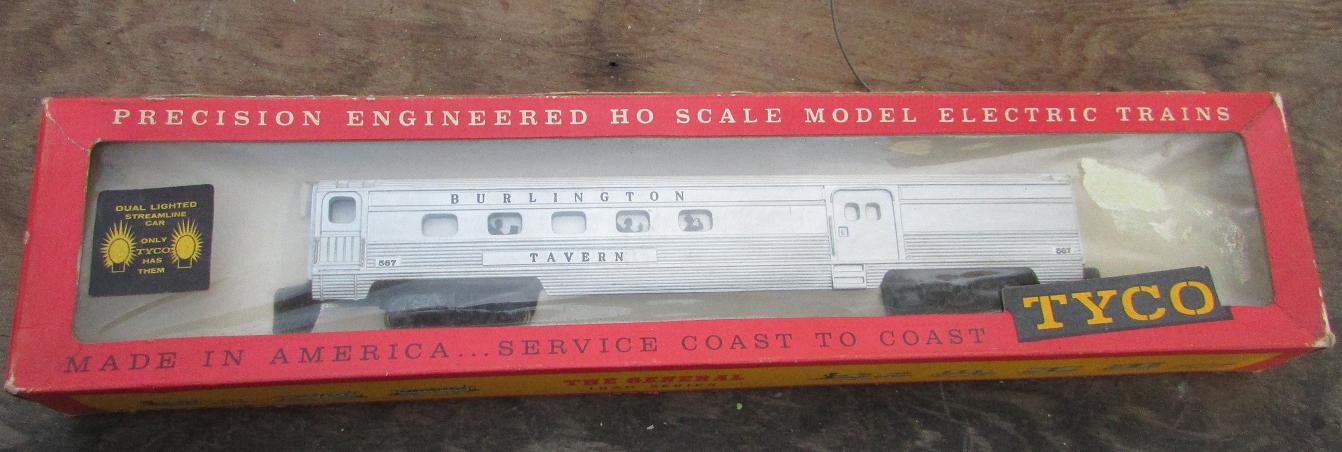 PRECISION ENGINEERED HO SCALE MODEL ELECTRIC TRAINS
DUAL LIGHTED
STREAMLINE
CAR
ONLY
TYCO
HAS
THEM
BURLINGTON
567
TAVERN
567
TYCO
MADE IN AMERICA...SERVICE COAST TO COAST
THE GENERAL